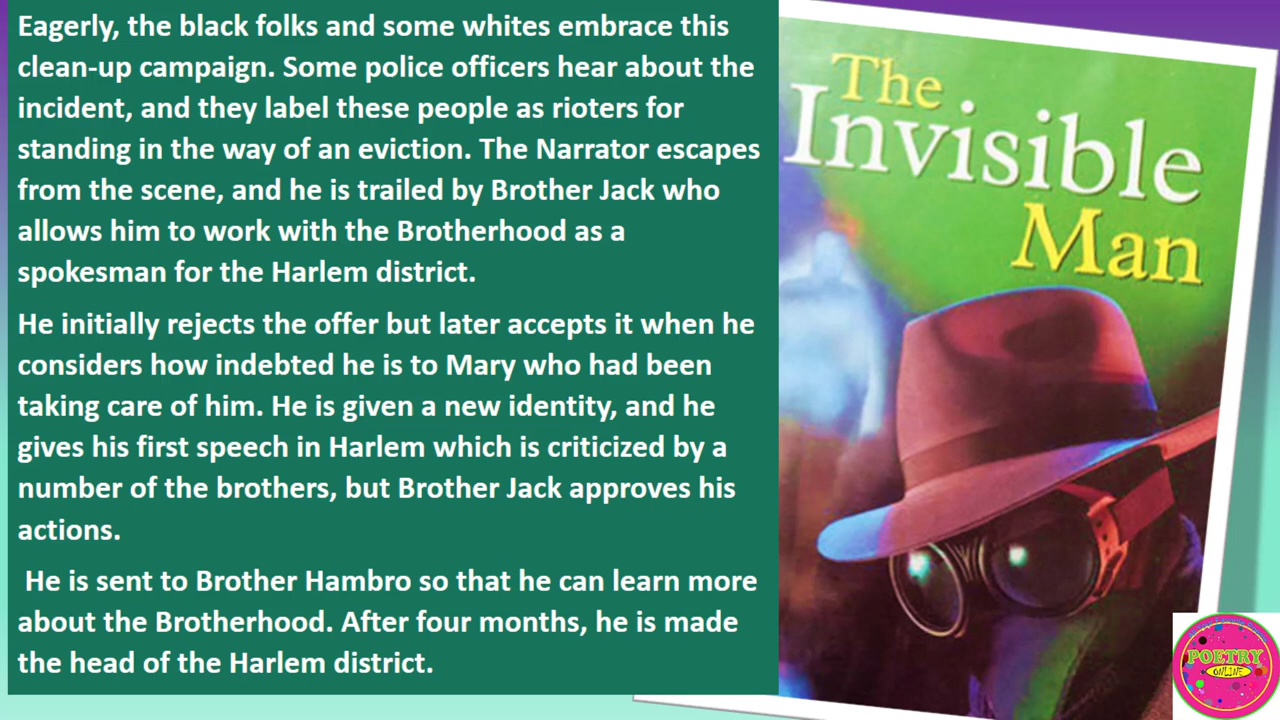 Eagerly, the black folks and some whites embrace this
clean-up campaign. Some police officers hear about the
incident, and they label these people as rioters for
standing in the way of an eviction. The Narrator escapes
from the scene, and he is trailed by Brother Jack who
allows him to work with the Brotherhood as a
spokesman for the Harlem district.
He initially rejects the offer but later accepts it when he
considers how indebted he is to Mary who had been
taking care of him. He is given a new identity, and he
gives his first speech in Harlem which is criticized by a
number of the brothers, but Brother Jack approves his
actions.
He is sent to Brother Hambro so that he can learn more
about the Brotherhood. After four months, he is made
the head of the Harlem district.
The
Invisible
Man
POETRY
ONLINE